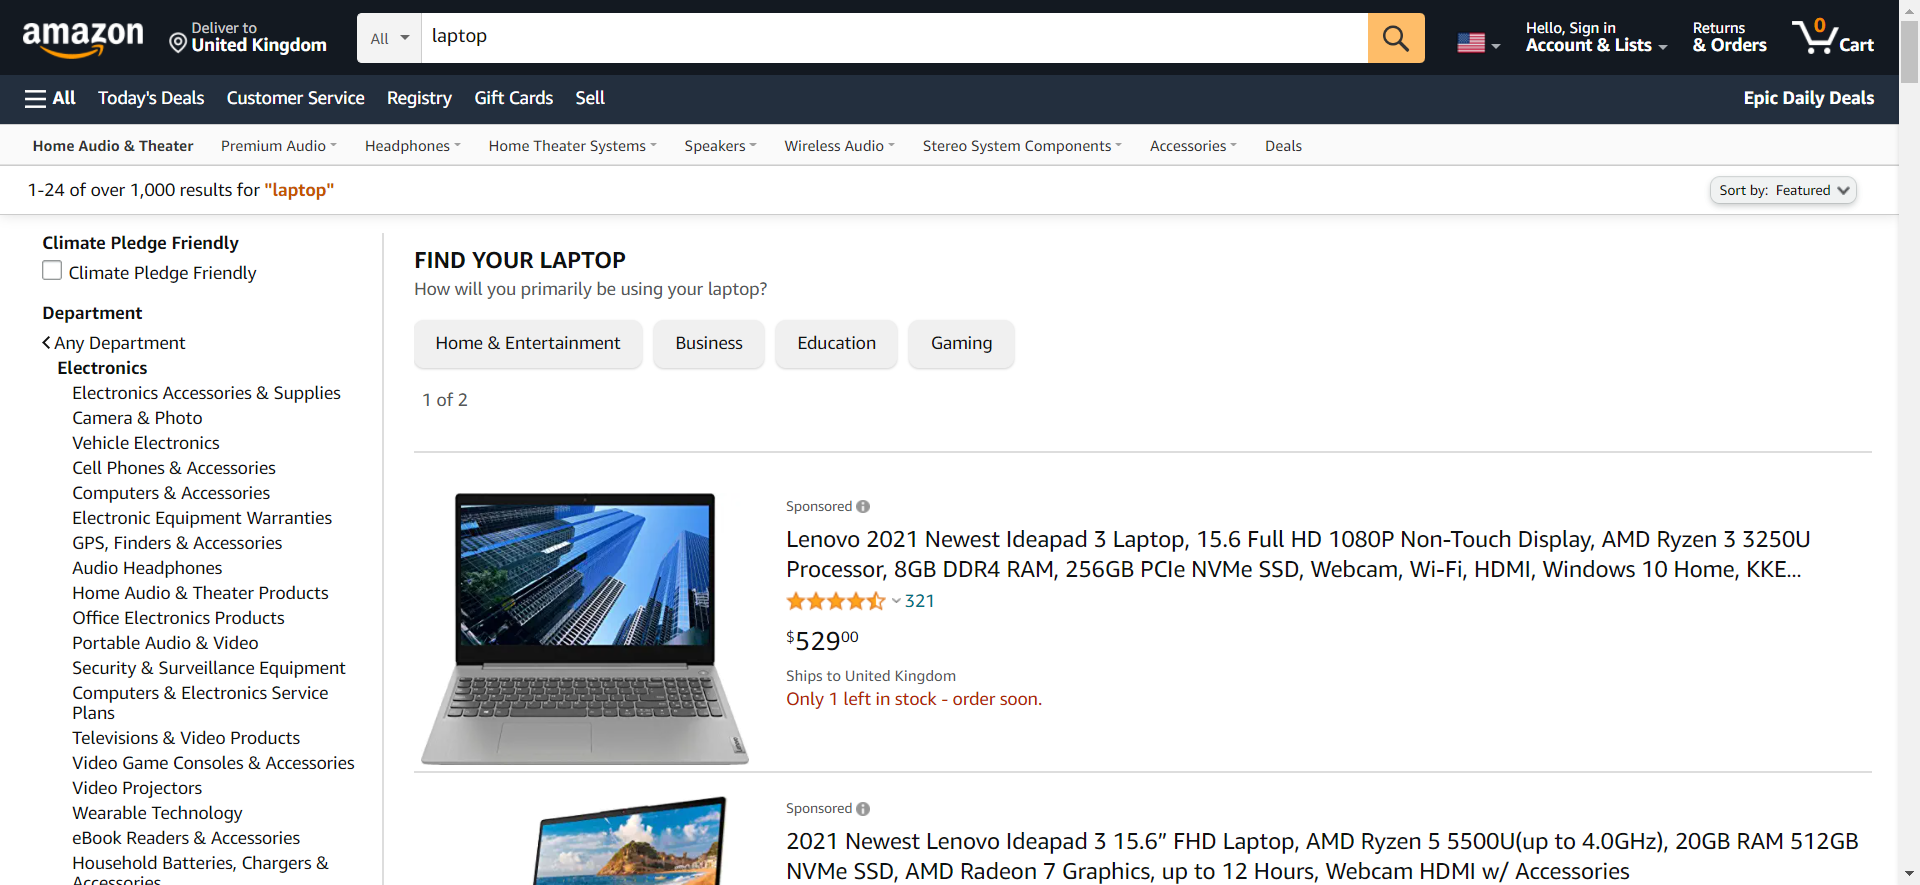 amazon
Deliver to
United Kingdom
All
laptop
Hello, Sign in
Account & Lists
Returns
& Orders
0
Cart
All
Today's Deals
Customer Service
Registry
Gift Cards
Sell
Epic Daily Deals
Home Audio & Theater
Premium Audio
Headphones
Home Theater Systems
Speakers
Wireless Audio
Stereo System Components
Accessories
Deals
1-24 of over 1,000 results for "laptop"
Sort by: Featured
Climate Pledge Friendly
Climate Pledge Friendly
Department
Any Department
Electronics
Electronics Accessories & Supplies
Camera & Photo
Vehicle Electronics
Cell Phones & Accessories
Computers & Accessories
Electronic Equipment Warranties
GPS, Finders & Accessories
Audio Headphones
Home Audio & Theater Products
Office Electronics Products
Portable Audio & Video
Security & Surveillance Equipment
Computers & Electronics Service
Plans
Televisions & Video Products
Video Game Consoles & Accessories
Video Projectors
Wearable Technology
eBook Readers & Accessories
Household Batteries, Chargers &
Accessories
FIND YOUR LAPTOP
How will you primarily be using your laptop?
Home & Entertainment
Business
Education
Gaming
1 of 2
Lenovo
Sponsored
Lenovo 2021 Newest Ideapad 3 Laptop, 15.6 Full HD 1080P Non-Touch Display, AMD Ryzen 3 3250U
Processor, 8GB DDR4 RAM, 256GB PCIe NVMe SSD, Webcam, Wi-Fi, HDMI, Windows 10 Home, KKE...
321
$52900
Ships to United Kingdom
Only 1 left in stock - order soon.
Sponsored
2021 Newest Lenovo Ideapad 3 15.6” FHD Laptop, AMD Ryzen 5 5500U(up to 4.0GHz), 20GB RAM 512GB
NVMe SSD, AMD Radeon 7 Graphics, up to 12 Hours, Webcam HDMI w/ Accessories